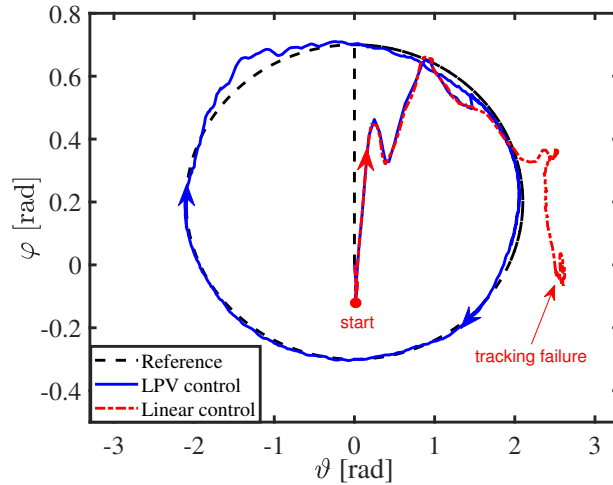 0.8
0.6
0.4
0.2
0
-0.2
-0.4
φ [rad]
start
tracking failure
Reference
LPV control
Linear control
-3 -2 -1 0 1 2 3
ϑ [rad]